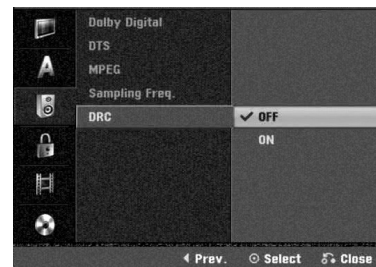 Dolby Digital
DTS
MPEG
Sampling Freq.
DRC
✔ OFF
ON
A
Prev. Select Close